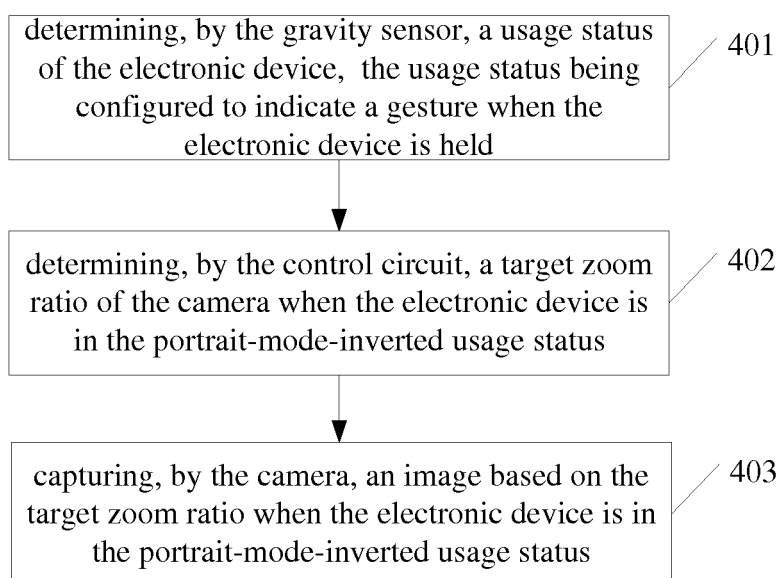 determining, by the gravity sensor, a usage status
of the electronic device,  the usage status being
configured to indicate a gesture when the
electronic device is held
401
determining, by the control circuit, a target zoom
ratio of the camera when the electronic device is
in the portrait-mode-inverted usage status
402
capturing, by the camera, an image based on the
target zoom ratio when the electronic device is in
the portrait-mode-inverted usage status
403